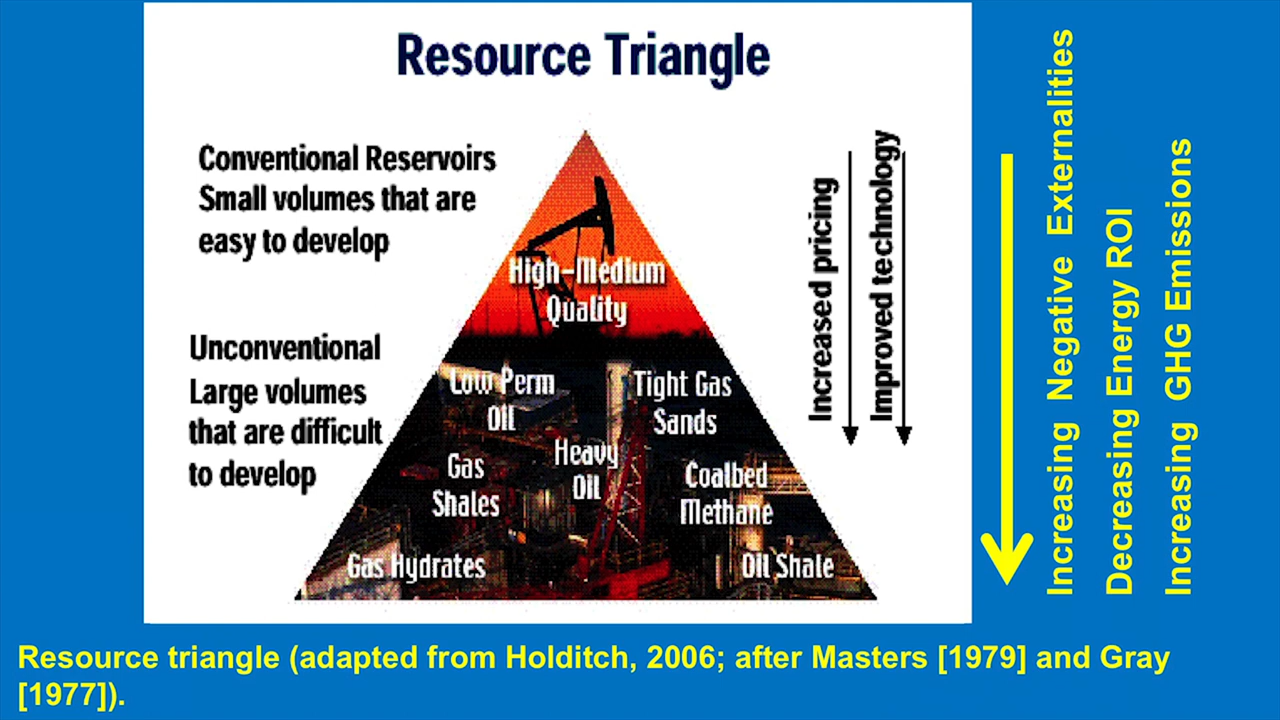 Resource Triangle
Conventional Reservoirs
Small volumes that are
easy to develop
High-Medium
Quality
Unconventional
Large volumes
that are difficult
to develop
Low Perm
Oil
Tight Gas
Sands
Gas
Shales
Heavy
Oil
Coalbed
Methane
Gas Hydrates
Oil Shale
Increased pricing
Improved technology
Increasing Negative Externalities
Decreasing Energy ROI
Increasing GHG Emissions
Resource triangle (adapted from Holditch, 2006; after Masters [1979] and Gray
[1977]).